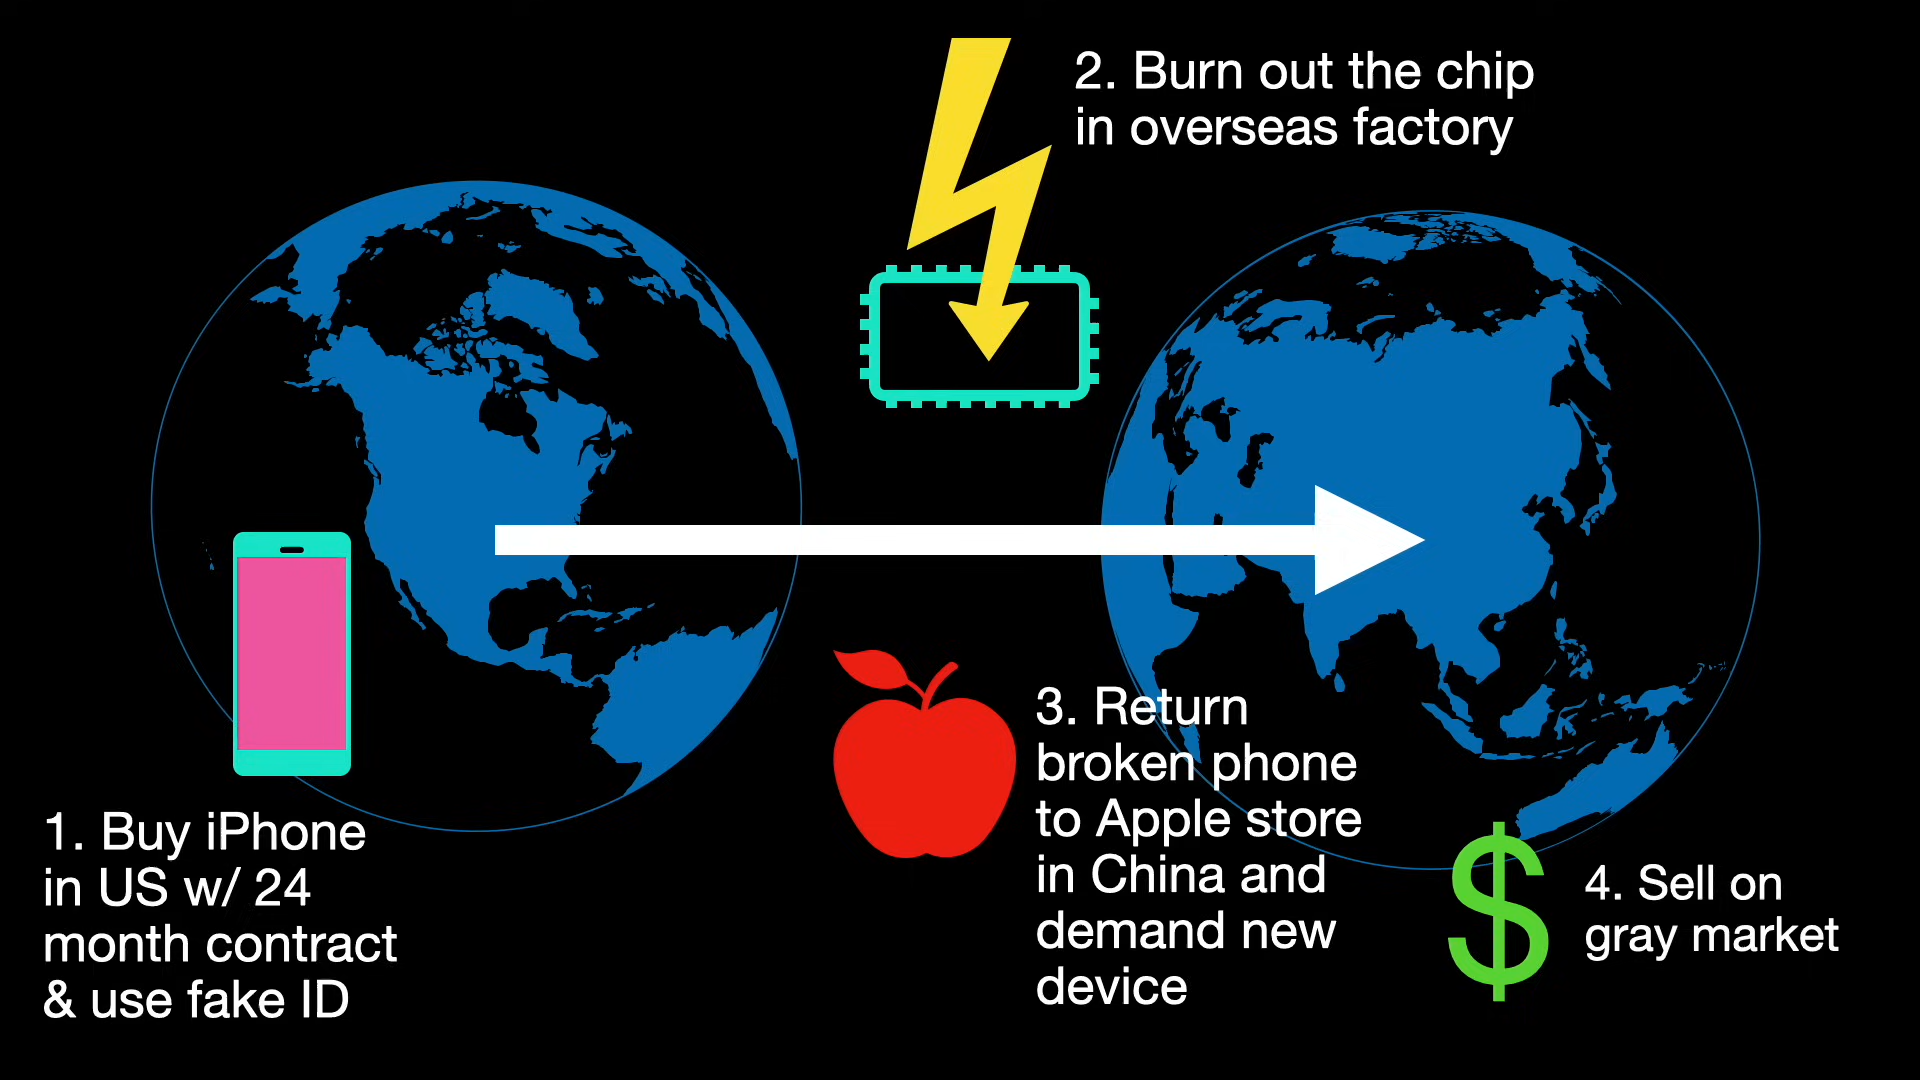 1. Buy iPhone
in US w/ 24
month contract
& use fake ID
2. Burn out the chip
in overseas factory
3. Return
broken phone
to Apple store
in China and
demand new
device
4. Sell on
gray market